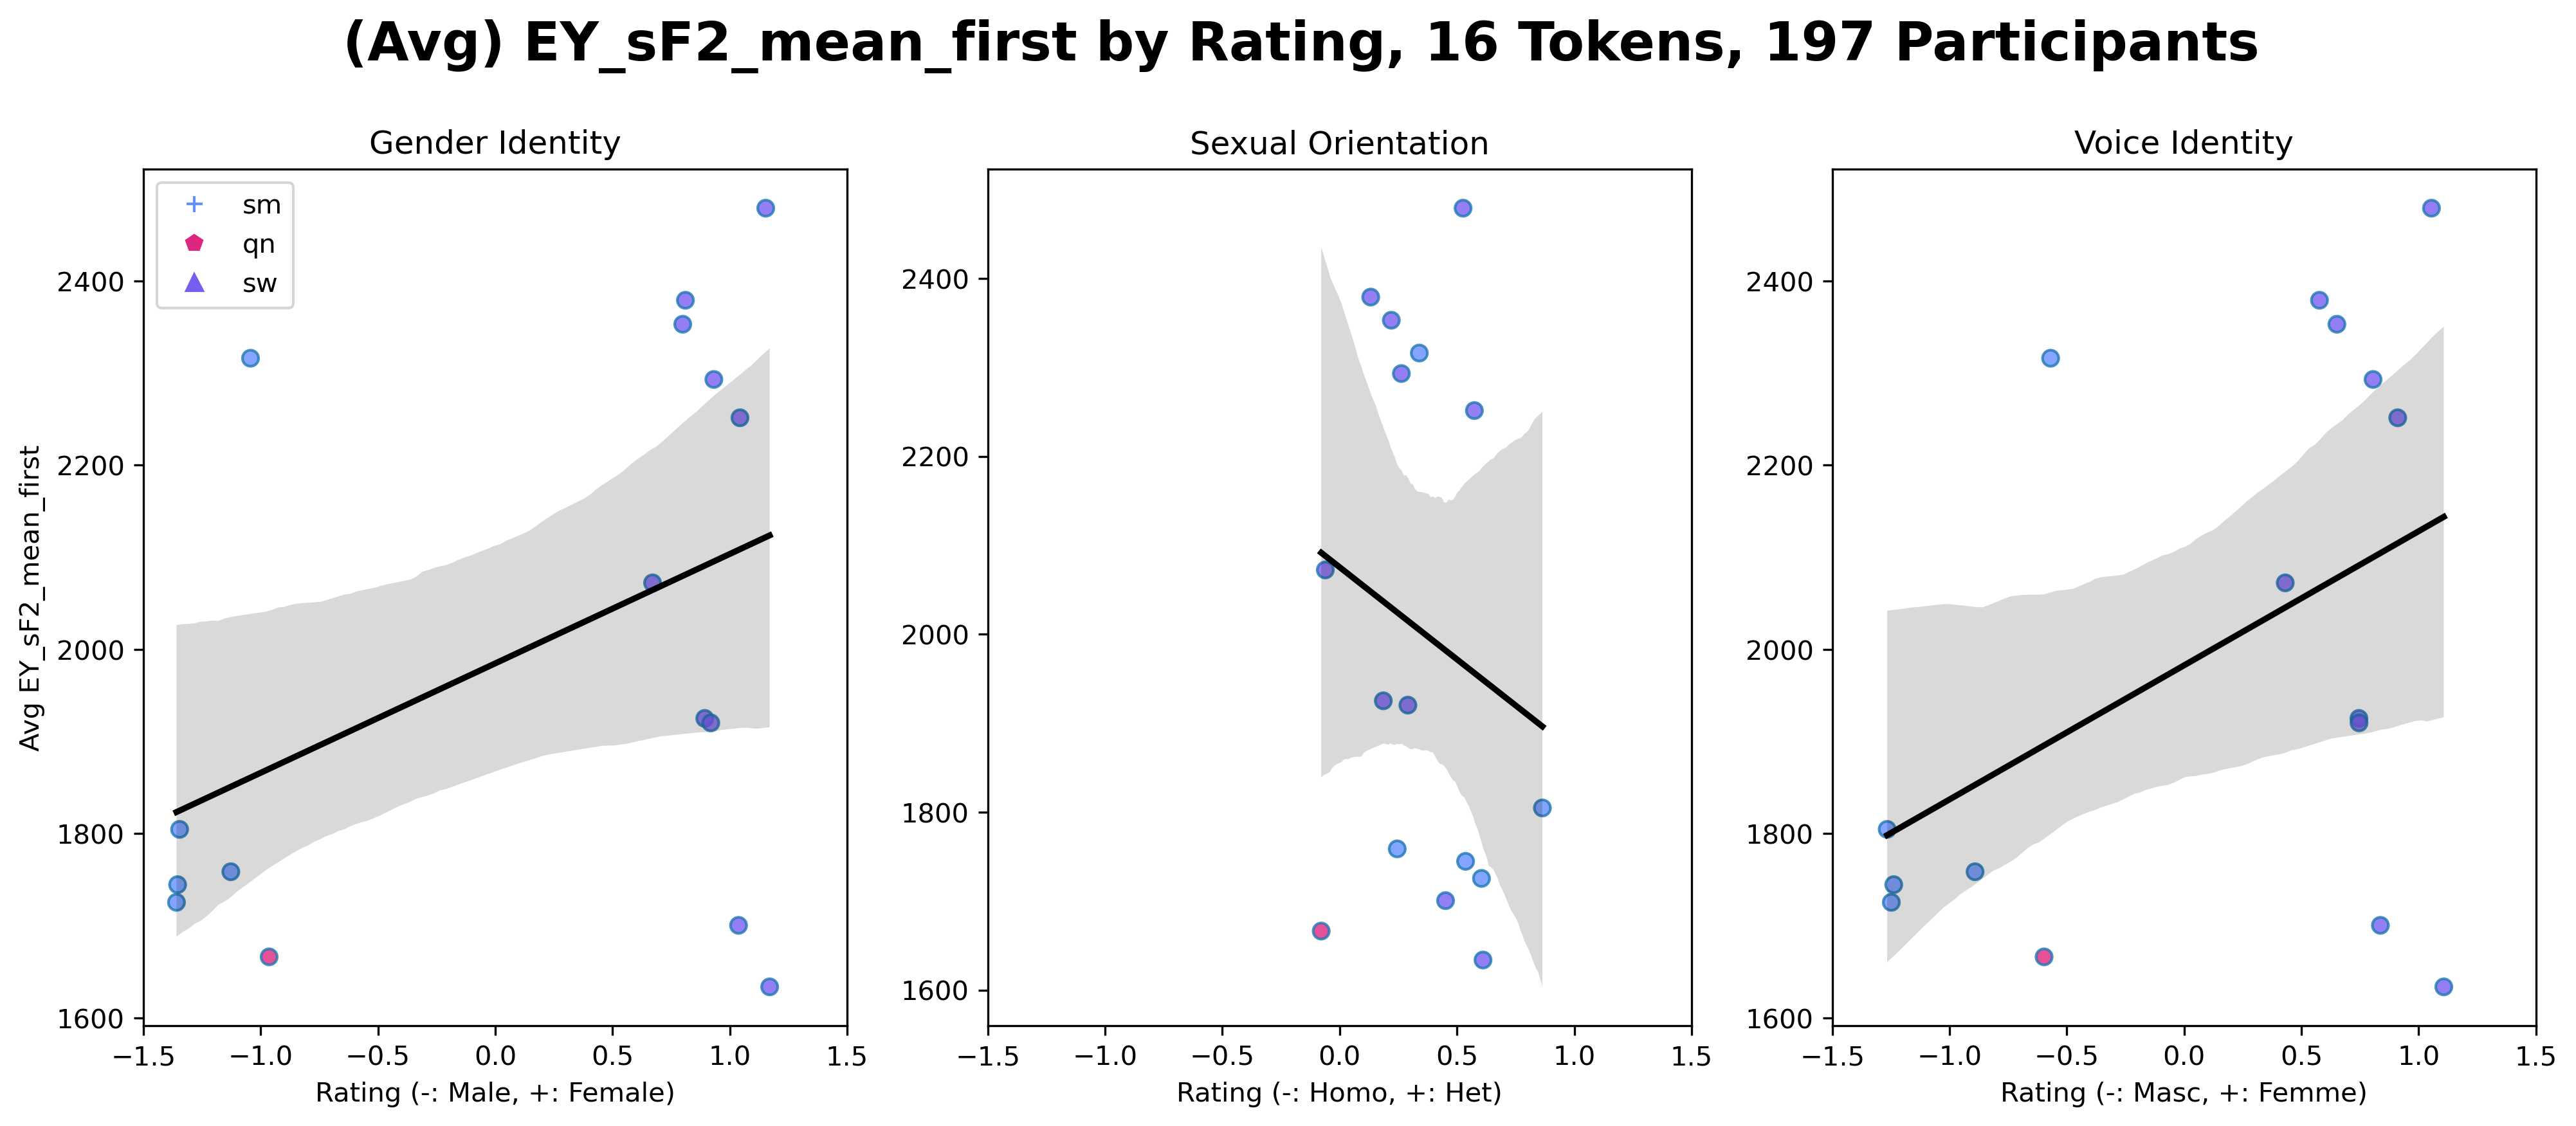 (Avg) EY_sF2_mean_first by Rating, 16 Tokens, 197 Participants
Gender Identity
Sexual Orientation
Voice Identity
sm
qn
sw
Avg EY_sF2_mean_first
2400
2200
2000
1800
1600
−1.5 −1.0 −0.5 0.0 0.5 1.0 1.5
Rating (-: Male, +: Female)
2400
2200
2000
1800
1600
−1.5 −1.0 −0.5 0.0 0.5 1.0 1.5
Rating (-: Homo, +: Het)
2400
2200
2000
1800
1600
−1.5 −1.0 −0.5 0.0 0.5 1.0 1.5
Rating (-: Masc, +: Femme)